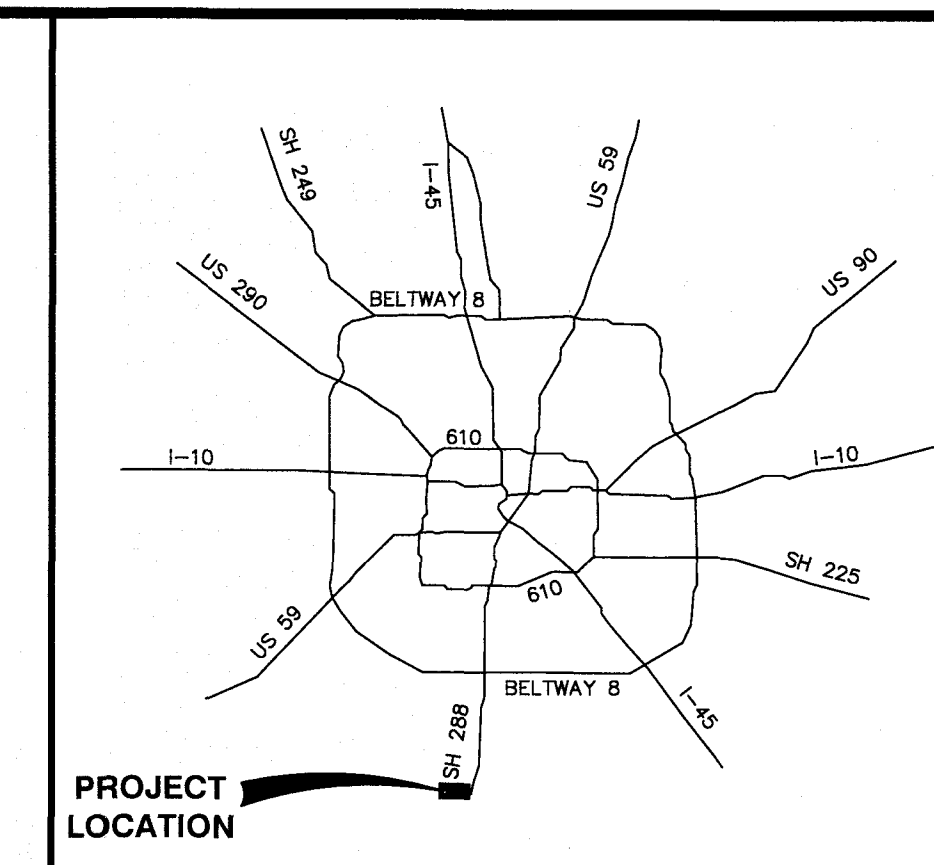 SH 249
I-45
US 59
US 290
BELTWAY 8
US 90
610
I-10
I-10
SH 225
610
US 59
BELTWAY 8
I-45
SH 288
PROJECT
LOCATION